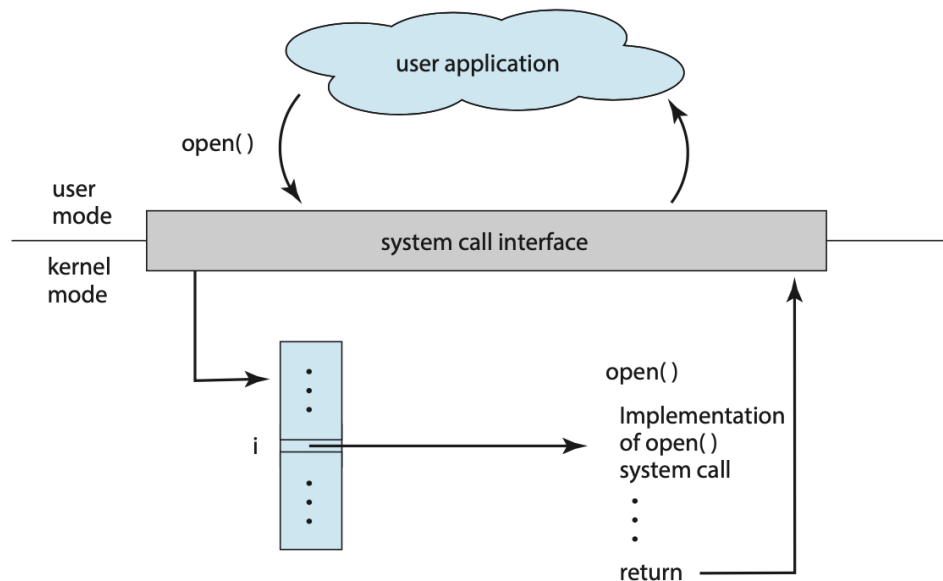 user application
open( )
user
mode
system call interface
kernel
mode
open( )
i
Implementation
of open( )
system call
return